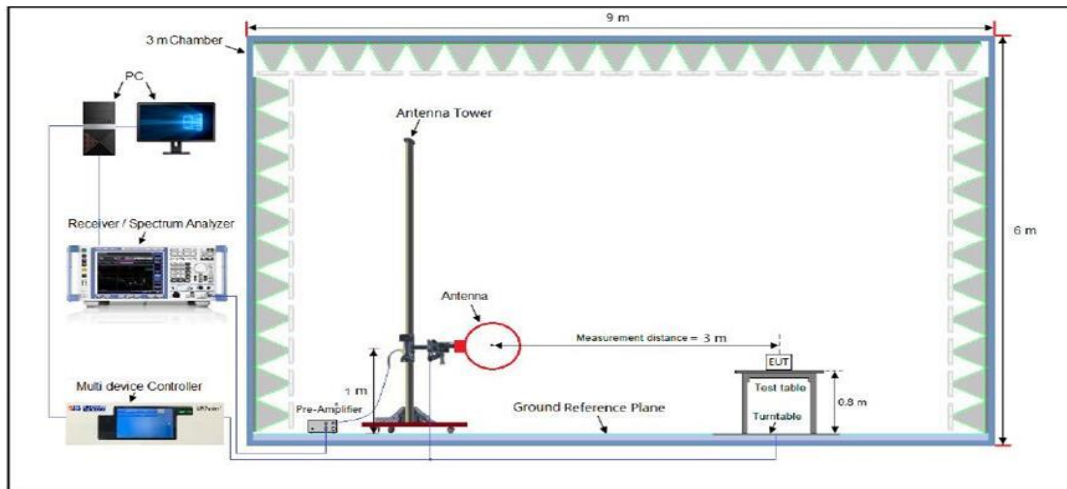 9 m
3 m Chamber
PC
Antenna Tower
Receiver / Spectrum Analyzer
6 m
Antenna
Measurement distance = 3 m
EUT
Multi device Controller
1 m
Test table
0.8 m
Pre-Amplifier
Ground Reference Plane
Turntable